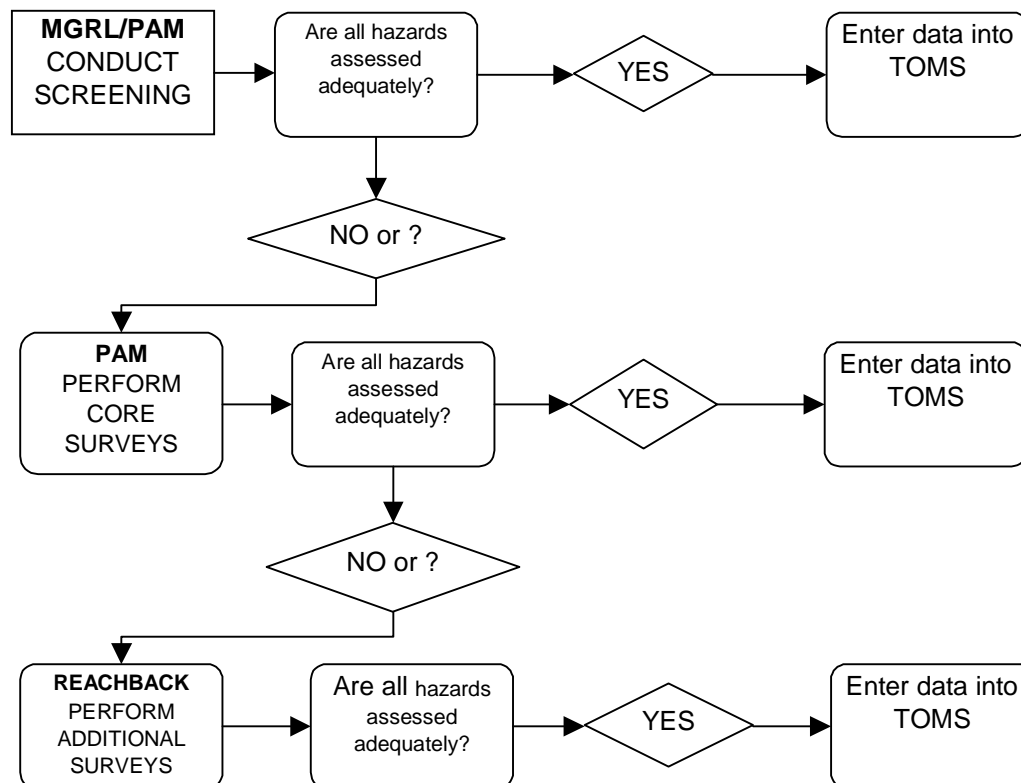 MGRL/PAM
CONDUCT
SCREENING
Are all hazards
assessed
adequately?
YES
Enter data into
TOMS
NO or ?
PAM
PERFORM
CORE
SURVEYS
Are all hazards
assessed
adequately?
YES
Enter data into
TOMS
NO or ?
REACHBACK
PERFORM
ADDITIONAL
SURVEYS
Are all hazards
assessed
adequately?
YES
Enter data into
TOMS